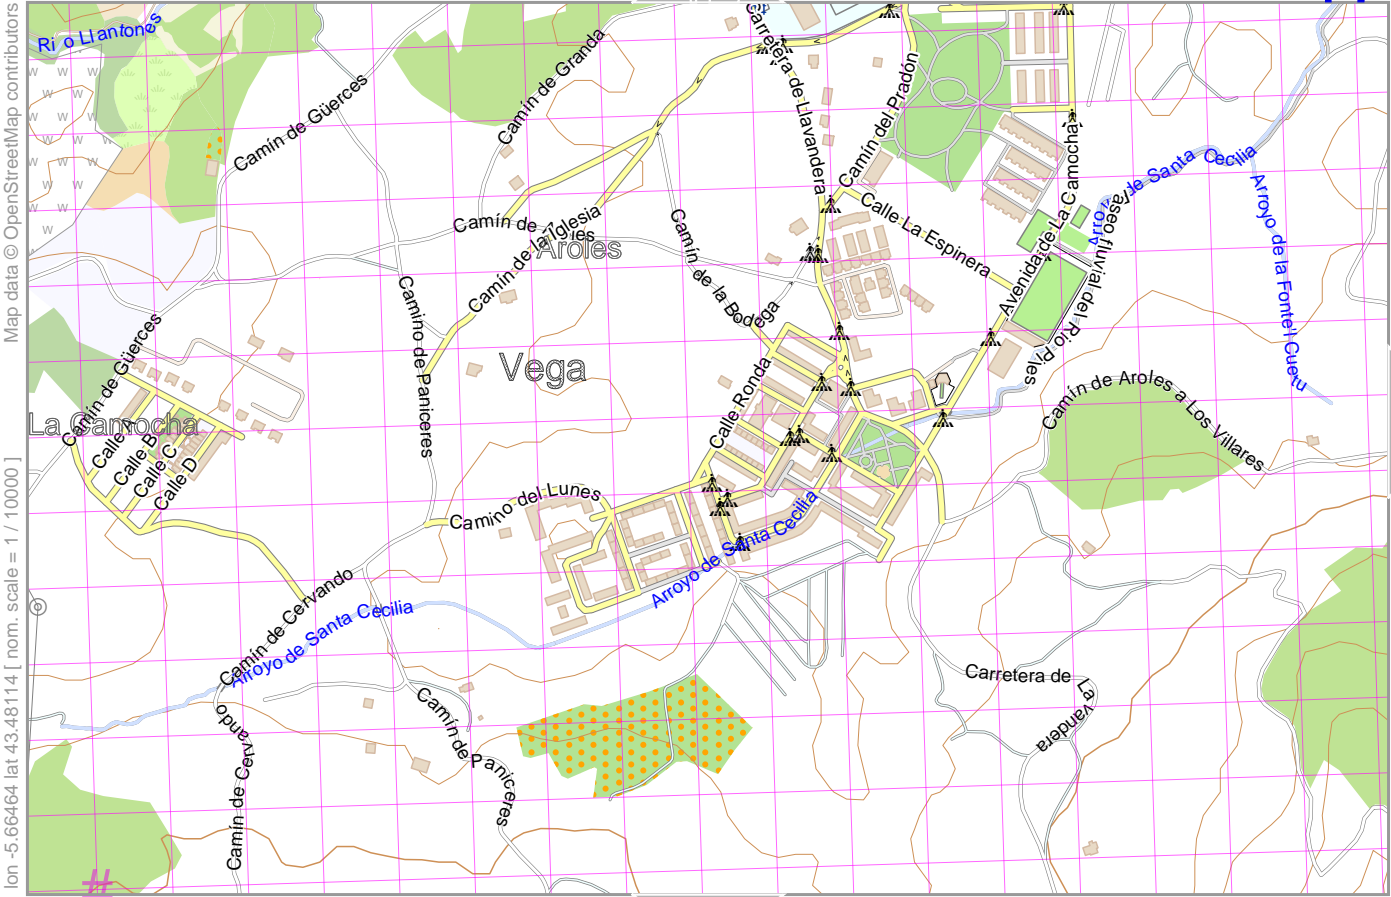 Map data © OpenStreetMap contributors
lon -5.66464 lat 43.48114 [ nom. scale = 1 / 10000 ]
Río Llantones
Camín de Güerces
Camín de Granda
Carretera de Llavandera
Camín del Pradón
Avenida de La Camocha
de Santa Cecilia
Arroyo de la Fonte'l Cuetu
Camín de
Camín de la Iglesia
Aroles
Camín de la Bodega
Calle La Espinera
Paseo fluvial del Río Piles
Camino de Paniceres
Camín de Güerces
Vega
Calle Ronda
Camín de Aroles a Los Villares
La Camocha
Calle A
Calle B
Calle C
Calle D
Camino del Lunes
Arroyo de Santa Cecilia
Camín de Cervando
Arroyo de Santa Cecilia
Carretera de La vandera
Camín de Paniceres
Camín de Cervando
#